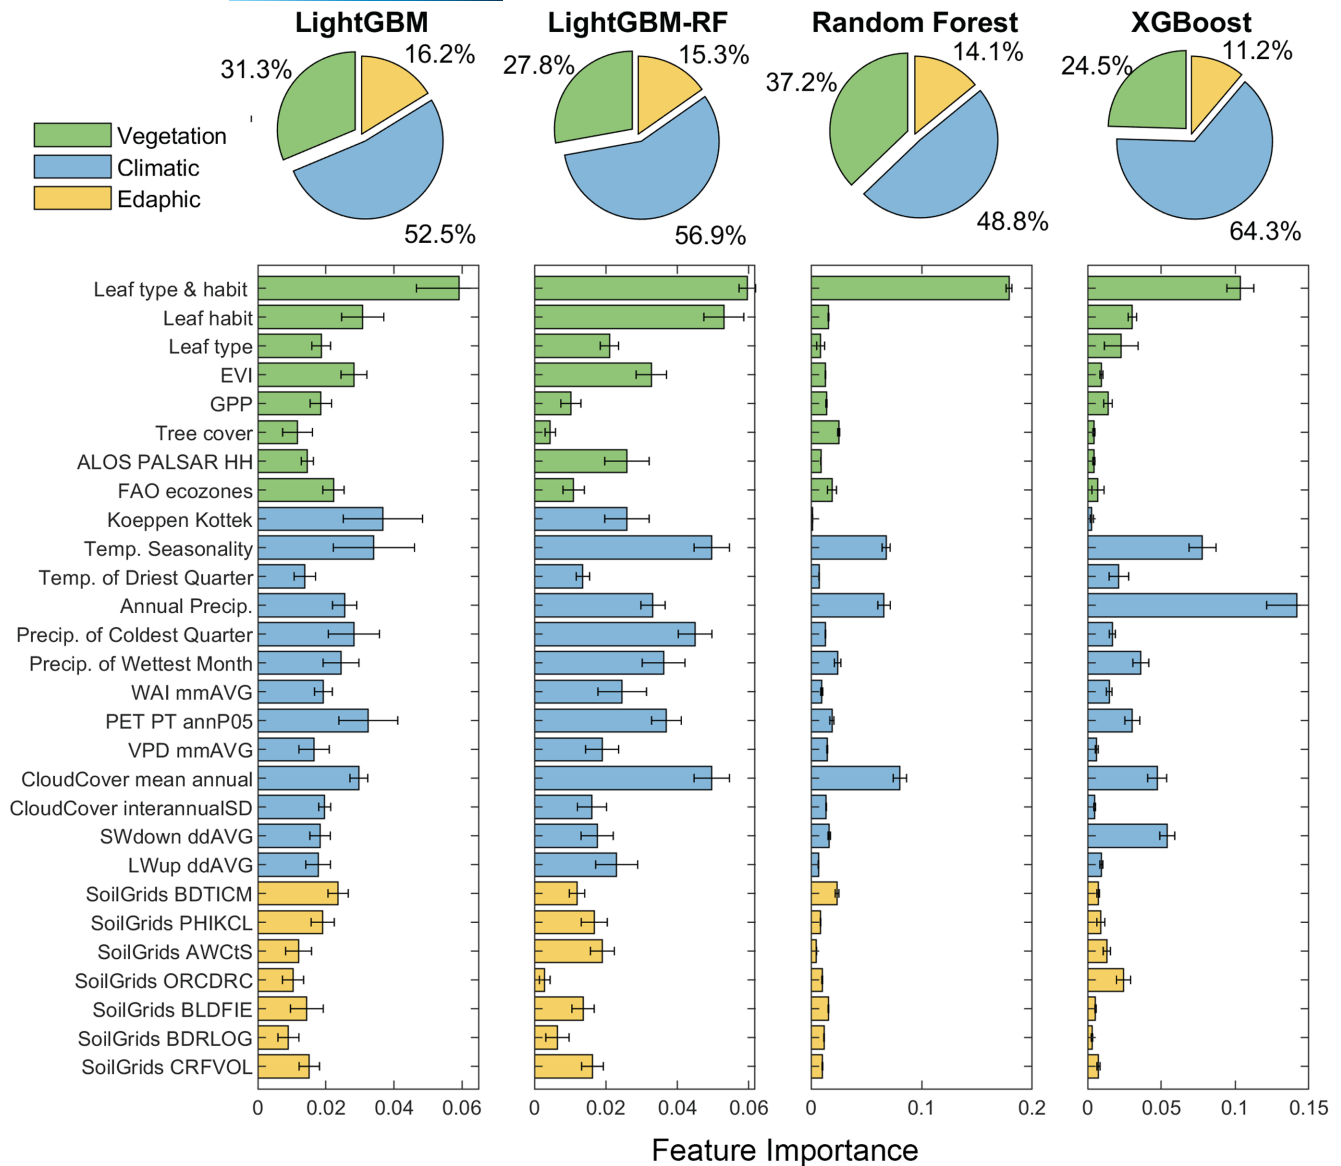 LightGBM LightGBM-RF Random Forest XGBoost
31.3% 16.2% 27.8% 15.3% 37.2% 14.1% 24.5% 11.2%
Vegetation
Climatic
Edaphic
52.5% 56.9% 48.8% 64.3%
Leaf type & habit
Leaf habit
Leaf type
EVI
GPP
Tree cover
ALOS PALSAR HH
FAO ecozones
Koeppen Kottek
Temp. Seasonality
Temp. of Driest Quarter
Annual Precip.
Precip. of Coldest Quarter
Precip. of Wettest Month
WAI mmAVG
PET PT annP05
VPD mmAVG
CloudCover mean annual
CloudCover interannualSD
SWdown ddAVG
LWup ddAVG
SoilGrids BDTICM
SoilGrids PHIKCL
SoilGrids AWCtS
SoilGrids ORCDRC
SoilGrids BLDFIE
SoilGrids BDRLOG
SoilGrids CRFVOL
0 0.02 0.04 0.06 0 0.02 0.04 0.06 0 0.1 0.2 0 0.05 0.1 0.15
Feature Importance